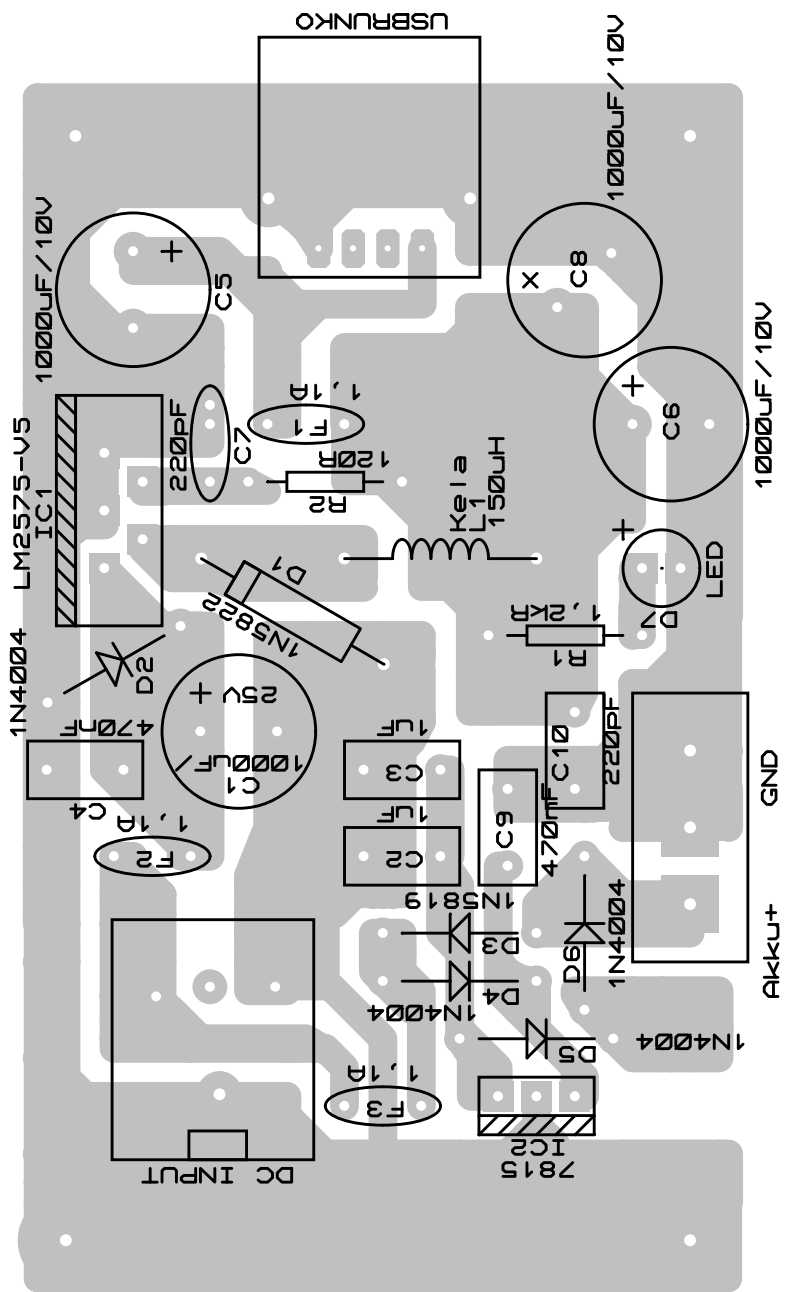 USBRUNKO
1000uF/10V
1000uF/10V
+
C5
X
C8
1000uF/10V
+
C6
LM2575-V5
IC1
220pF
C7
1,1A
F1
120R
R2
Kela
L1
150uH
+
LED
D7
D1
1N5822
1,2kR
R1
1N4004
D2
+
25V
1000uF/
C1
470nF
C4
1uF
C3
1uF
C2
C10
220pF
C9
470nF
GND
1,1A
F2
1N5819
D3
D4
1N4004
D6
1N4004
Akku+
D5
1N4004
1,1A
F3
IC2
7815
DC INPUT